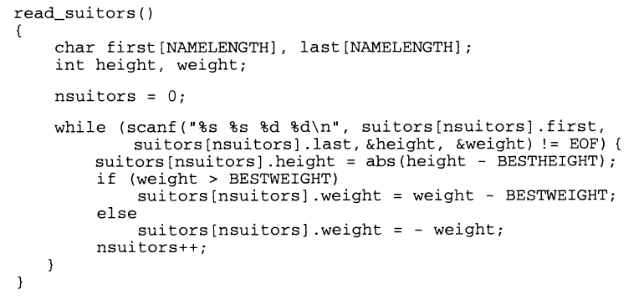 read_suitors()
{
    char first[NAMELENGTH], last[NAMELENGTH];
    int height, weight;
    nsuitors = 0;
    while (scanf("%s %s %d %d\n", suitors[nsuitors].first,
            suitors[nsuitors].last, &height, &weight) != EOF) {
        suitors[nsuitors].height = abs(height - BESTHEIGHT);
        if (weight > BESTWEIGHT)
            suitors[nsuitors].weight = weight - BESTWEIGHT;
        else
            suitors[nsuitors].weight = - weight;
        nsuitors++;
    }
}